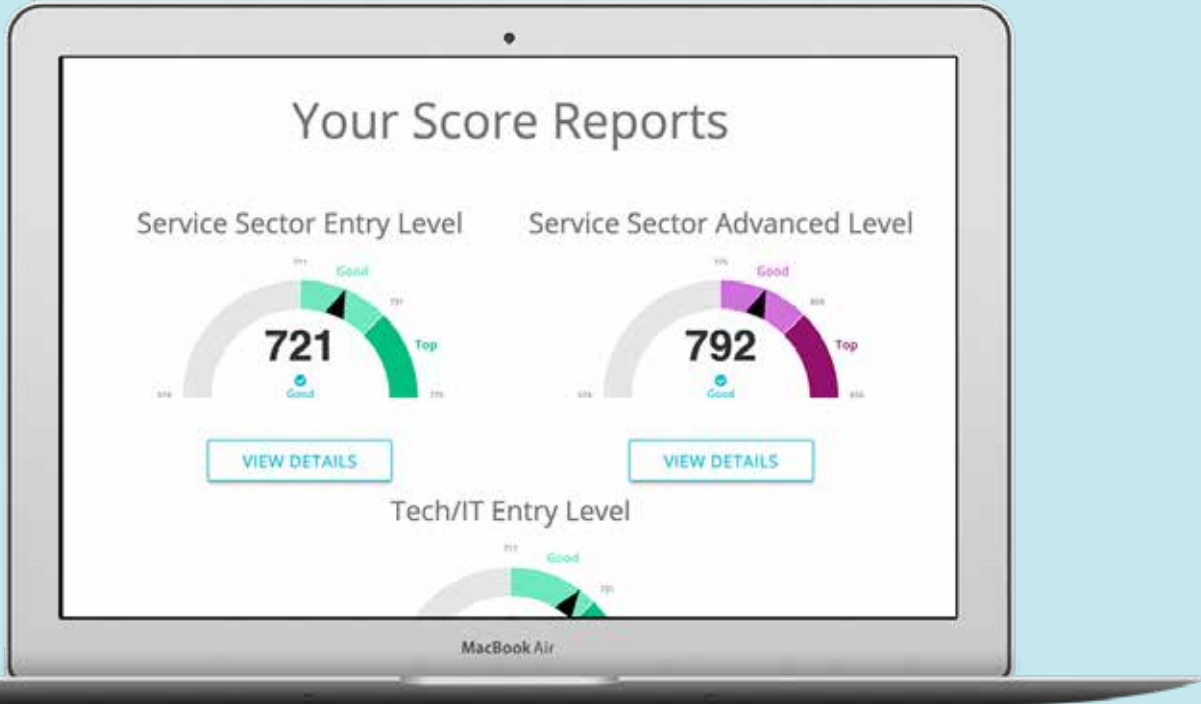 Your Score Reports
Service Sector Entry Level
Service Sector Advanced Level
Good
Good
Top
Top
721
792
Good
Good
VIEW DETAILS
VIEW DETAILS
Tech/IT Entry Level
Good
MacBook Air